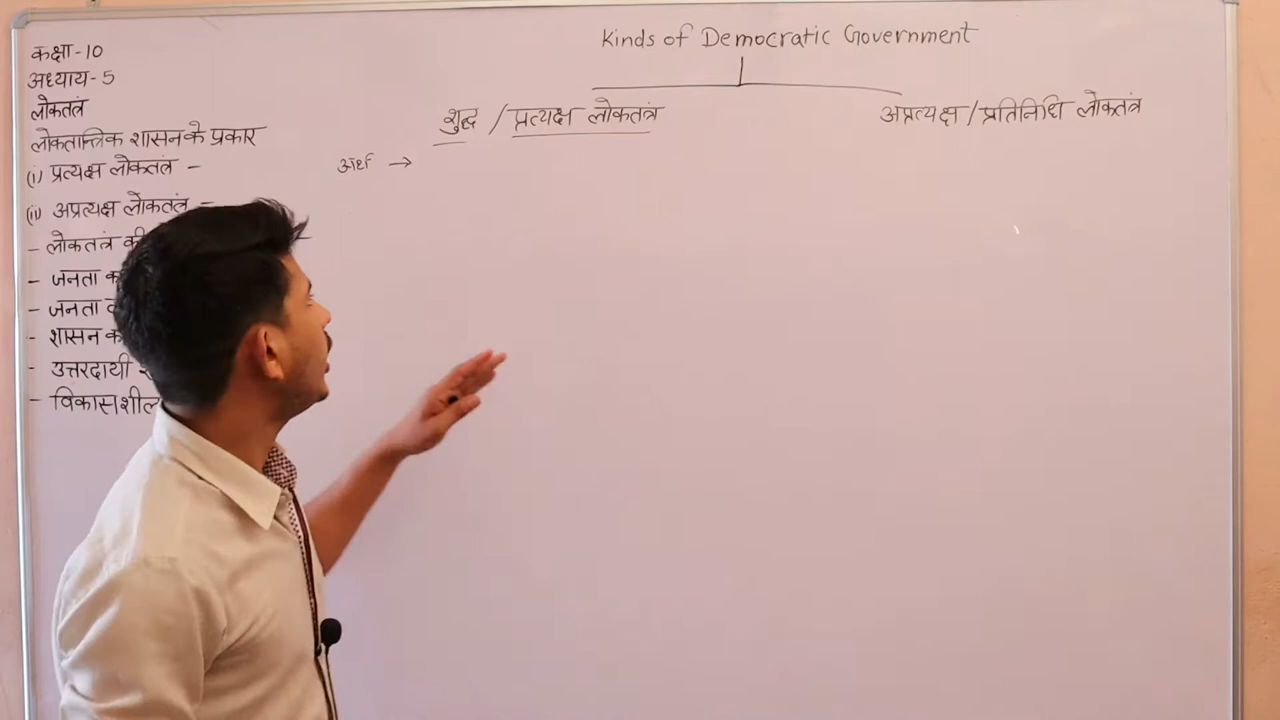 कक्षा-10
अध्याय-5
लोकतंत्र
लोकतान्त्रिक शासन के प्रकार
(i) प्रत्यक्ष लोकतंत्र -
(ii) अप्रत्यक्ष लोकतंत्र -
- लोकतंत्र की
- जनता
- जनता
- शासन
- उत्तरदायी
- विकासशील
Kinds of Democratic Government
शुद्ध / प्रत्यक्ष लोकतंत्र
अप्रत्यक्ष / प्रतिनिधि लोकतंत्र
अर्थ →